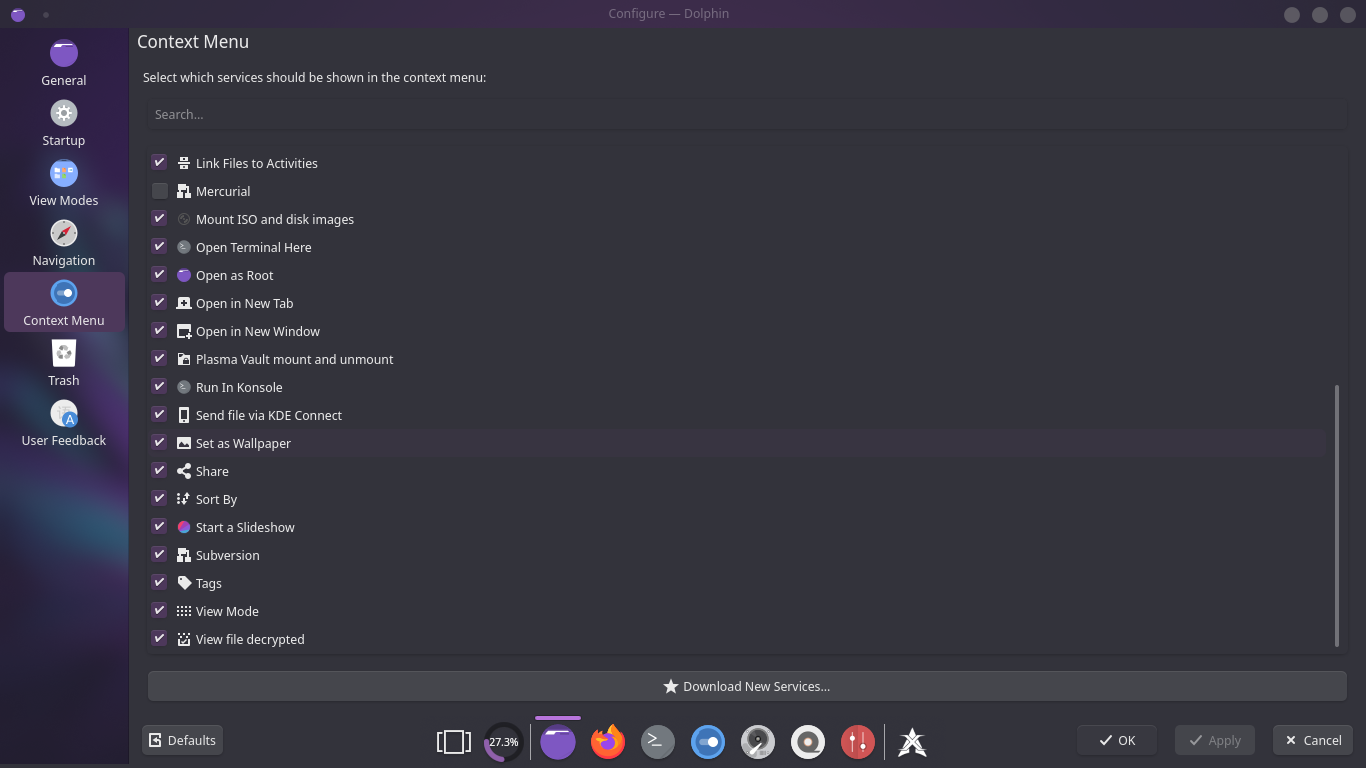 Configure — Dolphin
General
Startup
View Modes
Navigation
Context Menu
Trash
User Feedback
Context Menu
Select which services should be shown in the context menu:
Search...
Link Files to Activities
Mercurial
Mount ISO and disk images
Open Terminal Here
Open as Root
Open in New Tab
Open in New Window
Plasma Vault mount and unmount
Run In Konsole
Send file via KDE Connect
Set as Wallpaper
Share
Sort By
Start a Slideshow
Subversion
Tags
View Mode
View file decrypted
Download New Services...
Defaults
27.3%
OK
Apply
Cancel